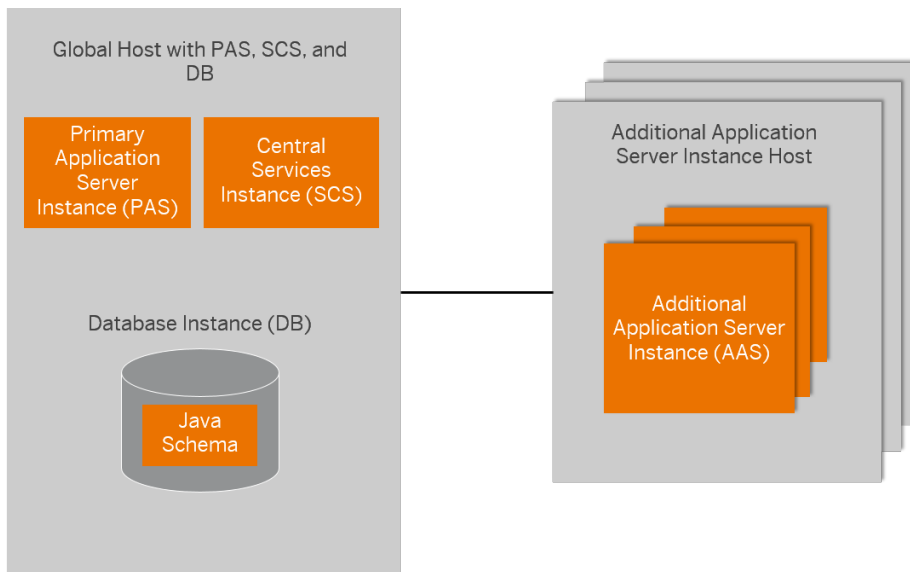 Global Host with PAS, SCS, and
DB
Primary
Application
Server
Instance (PAS)
Central
Services
Instance (SCS)
Database Instance (DB)
Java
Schema
Additional Application
Server Instance Host
Additional
Application Server
Instance (AAS)